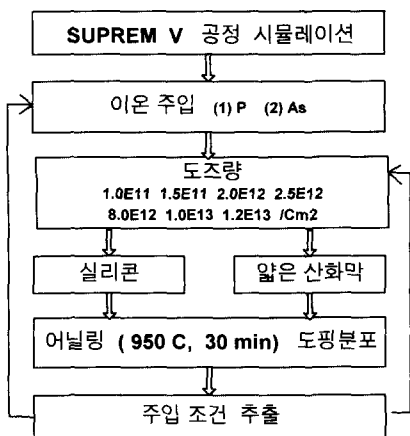 SUPREM V 공정 시뮬레이션
이온 주입 (1) P (2) As
도즈량
1.0E11 1.5E11 2.0E12 2.5E12
8.0E12 1.0E13 1.2E13 /Cm2
실리콘
얇은 산화막
어닐링 ( 950 C, 30 min) 도핑분포
주입 조건 추출